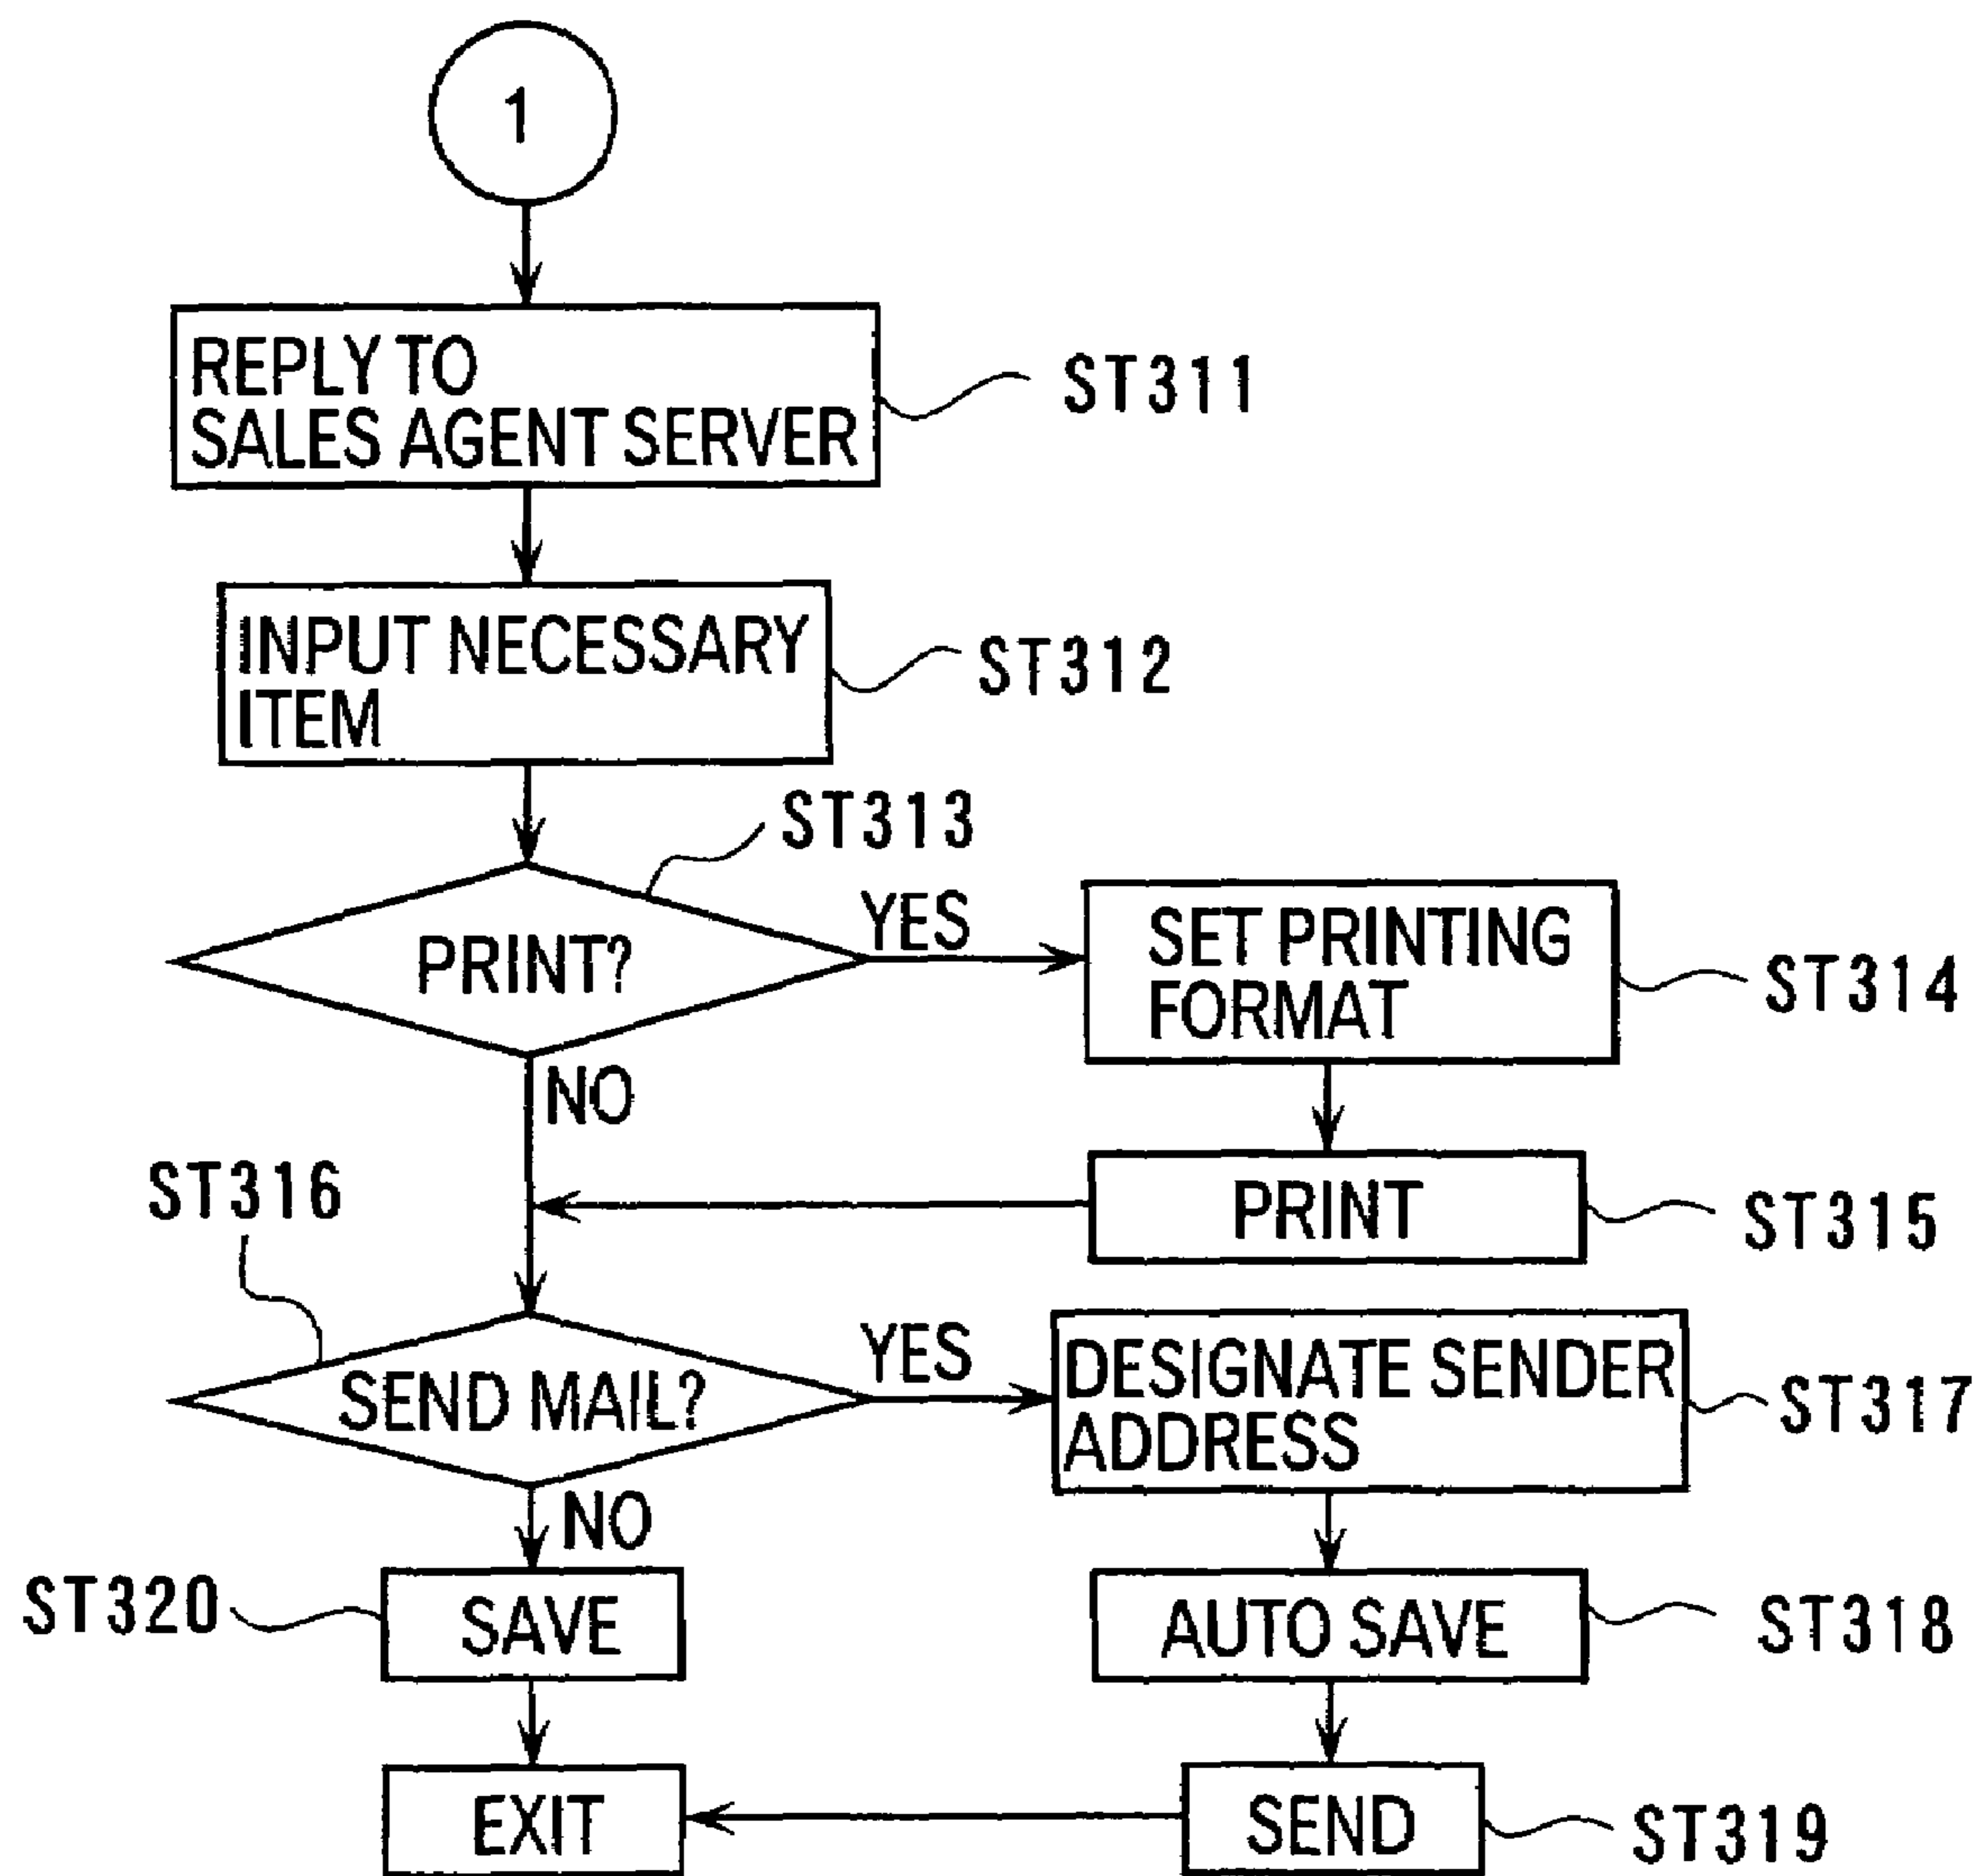 1
REPLY TO
SALES AGENT SERVER
ST311
INPUT NECESSARY
ITEM
ST312
ST313
PRINT?
YES
SET PRINTING
FORMAT
ST314
NO
PRINT
ST315
ST316
SEND MAIL?
YES
DESIGNATE SENDER
ADDRESS
ST317
NO
ST320
SAVE
AUTO SAVE
ST318
EXIT
SEND
ST319